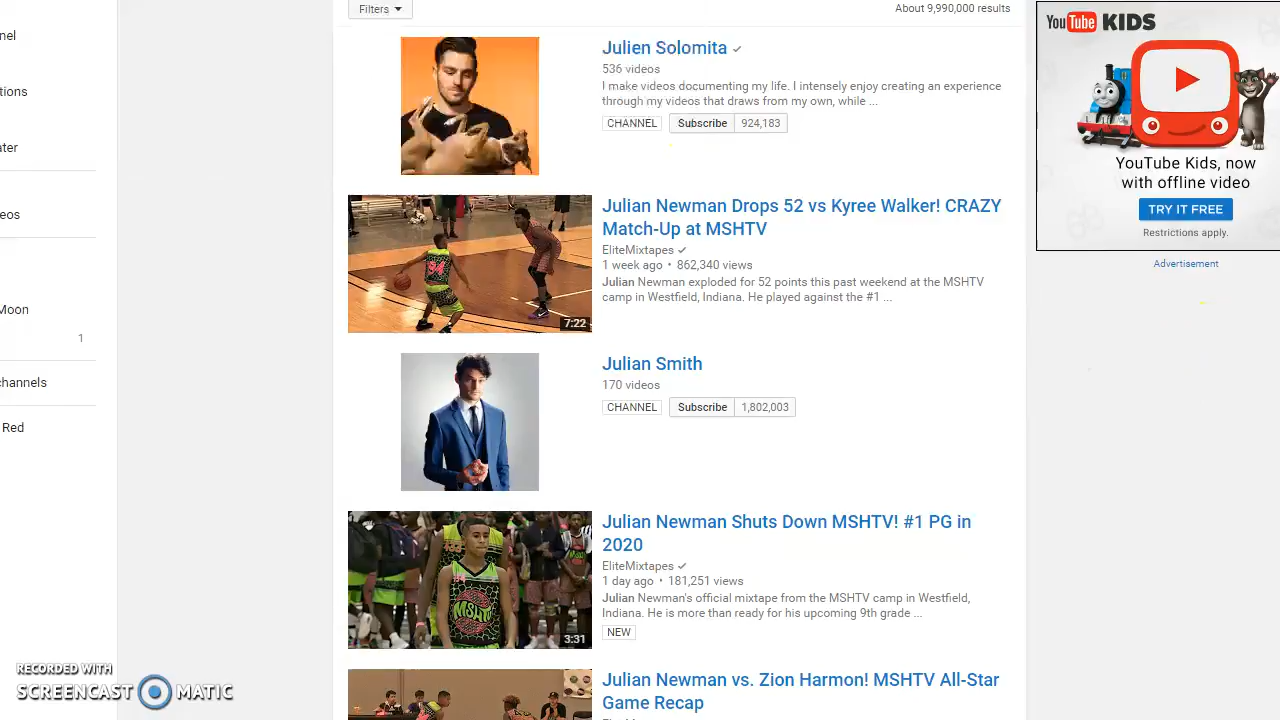 Filters
About 9,990,000 results
nel
tions
ater
eos
Moon
1
channels
Red
Julien Solomita
536 videos
I make videos documenting my life. I intensely enjoy creating an experience
through my videos that draws from my own, while ...
CHANNEL Subscribe 924,183
Julian Newman Drops 52 vs Kyree Walker! CRAZY
Match-Up at MSHTV
EliteMixtapes
1 week ago • 862,340 views
Julian Newman exploded for 52 points this past weekend at the MSHTV
camp in Westfield, Indiana. He played against the #1 ...
7:22
Julian Smith
170 videos
CHANNEL Subscribe 1,802,003
Julian Newman Shuts Down MSHTV! #1 PG in
2020
EliteMixtapes
1 day ago • 181,251 views
Julian Newman's official mixtape from the MSHTV camp in Westfield,
Indiana. He is more than ready for his upcoming 9th grade ...
NEW
3:31
Julian Newman vs. Zion Harmon! MSHTV All-Star
Game Recap
YouTube KIDS
YouTube Kids, now
with offline video
TRY IT FREE
Restrictions apply.
Advertisement
RECORDED WITH
SCREENCAST MATIC